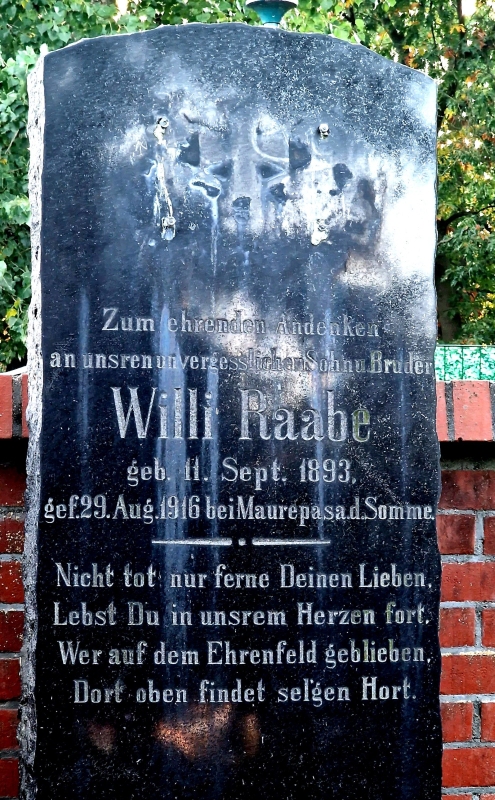 Zum ehrenden Andenken
an unsren unvergesslichen Sohn u. Bruder
Willi Raabe
geb. 11. Sept. 1893.
gef. 29. Aug. 1916 bei Maurepas a.d. Somme.
Nicht tot nur ferne Deinen Lieben,
Lebst Du in unsrem Herzen fort.
Wer auf dem Ehrenfeld geblieben,
Dort oben findet sel'gen Hort.